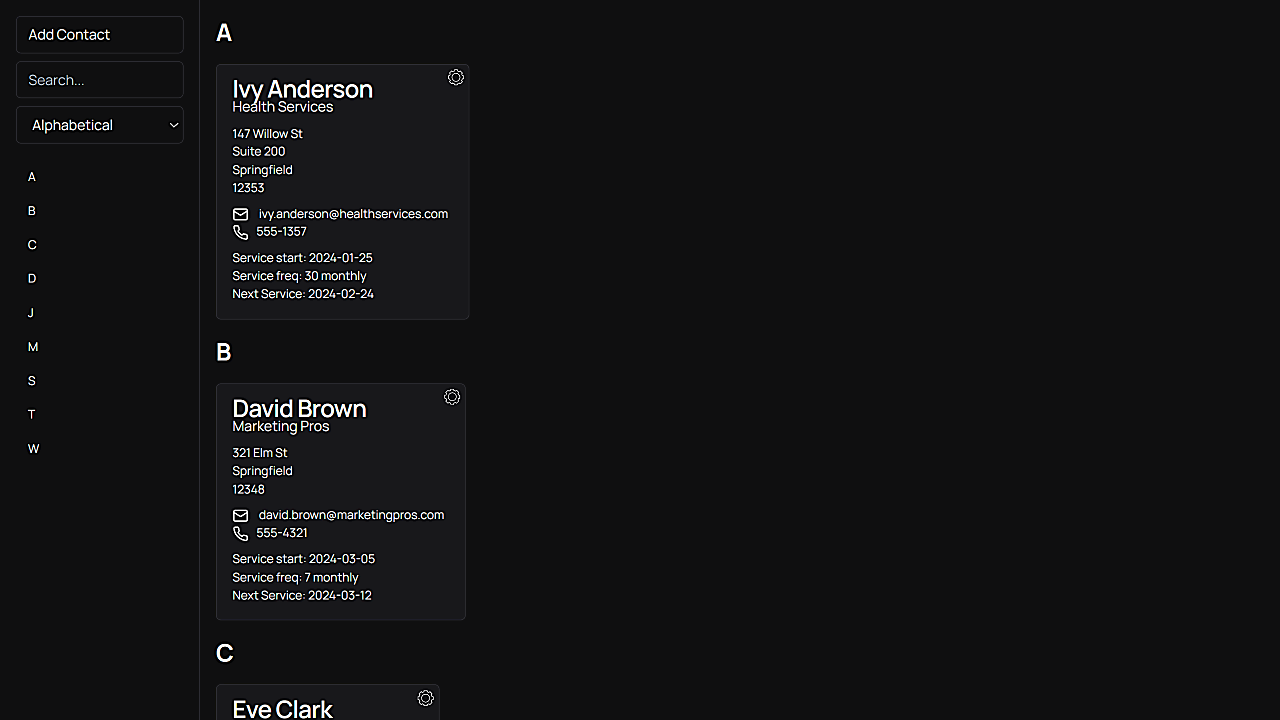 Add Contact
Search...
Alphabetical
A
B
C
D
J
M
S
T
W
A
Ivy Anderson
Health Services
147 Willow St
Suite 200
Springfield
12353
ivy.anderson@healthservices.com
555-1357
Service start: 2024-01-25
Service freq: 30 monthly
Next Service: 2024-02-24
B
David Brown
Marketing Pros
321 Elm St
Springfield
12348
david.brown@marketingpros.com
555-4321
Service start: 2024-03-05
Service freq: 7 monthly
Next Service: 2024-03-12
C
Eve Clark